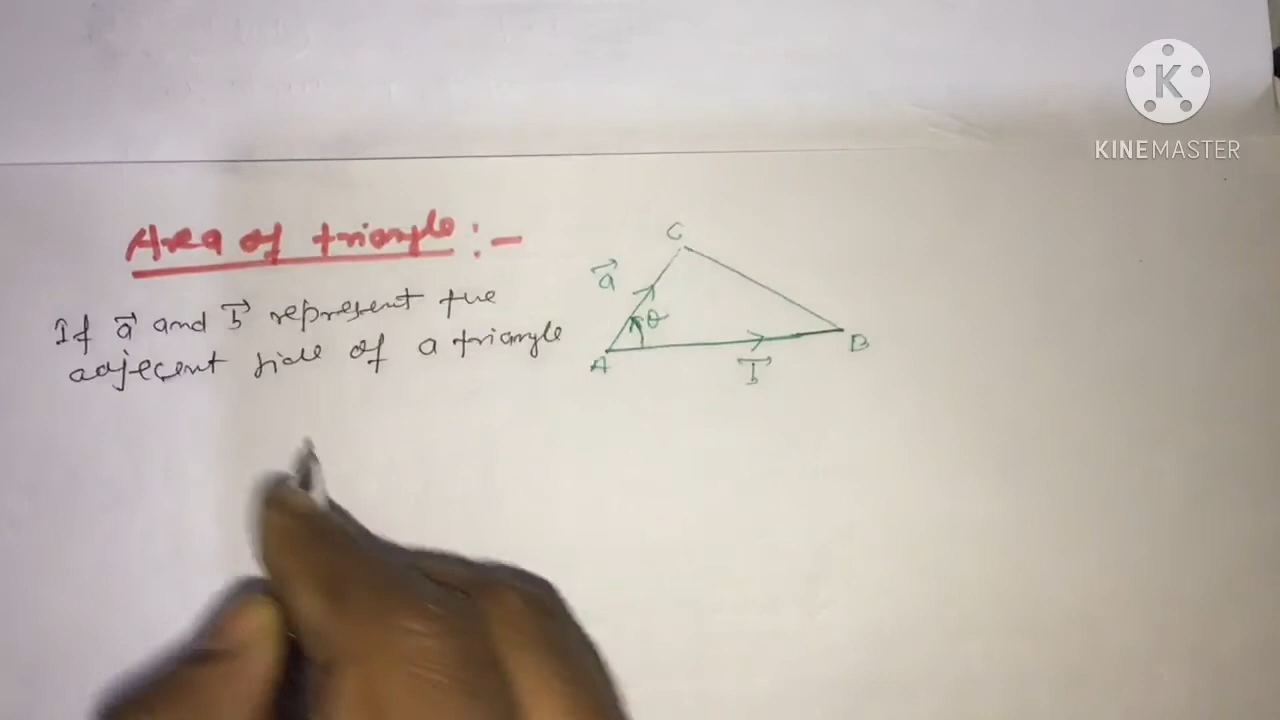 K
KINEMASTER
Area of triangle :-
If a⃗ and b⃗ represent the
adjecent side of a triangle
C
a⃗
θ
A
B
b⃗